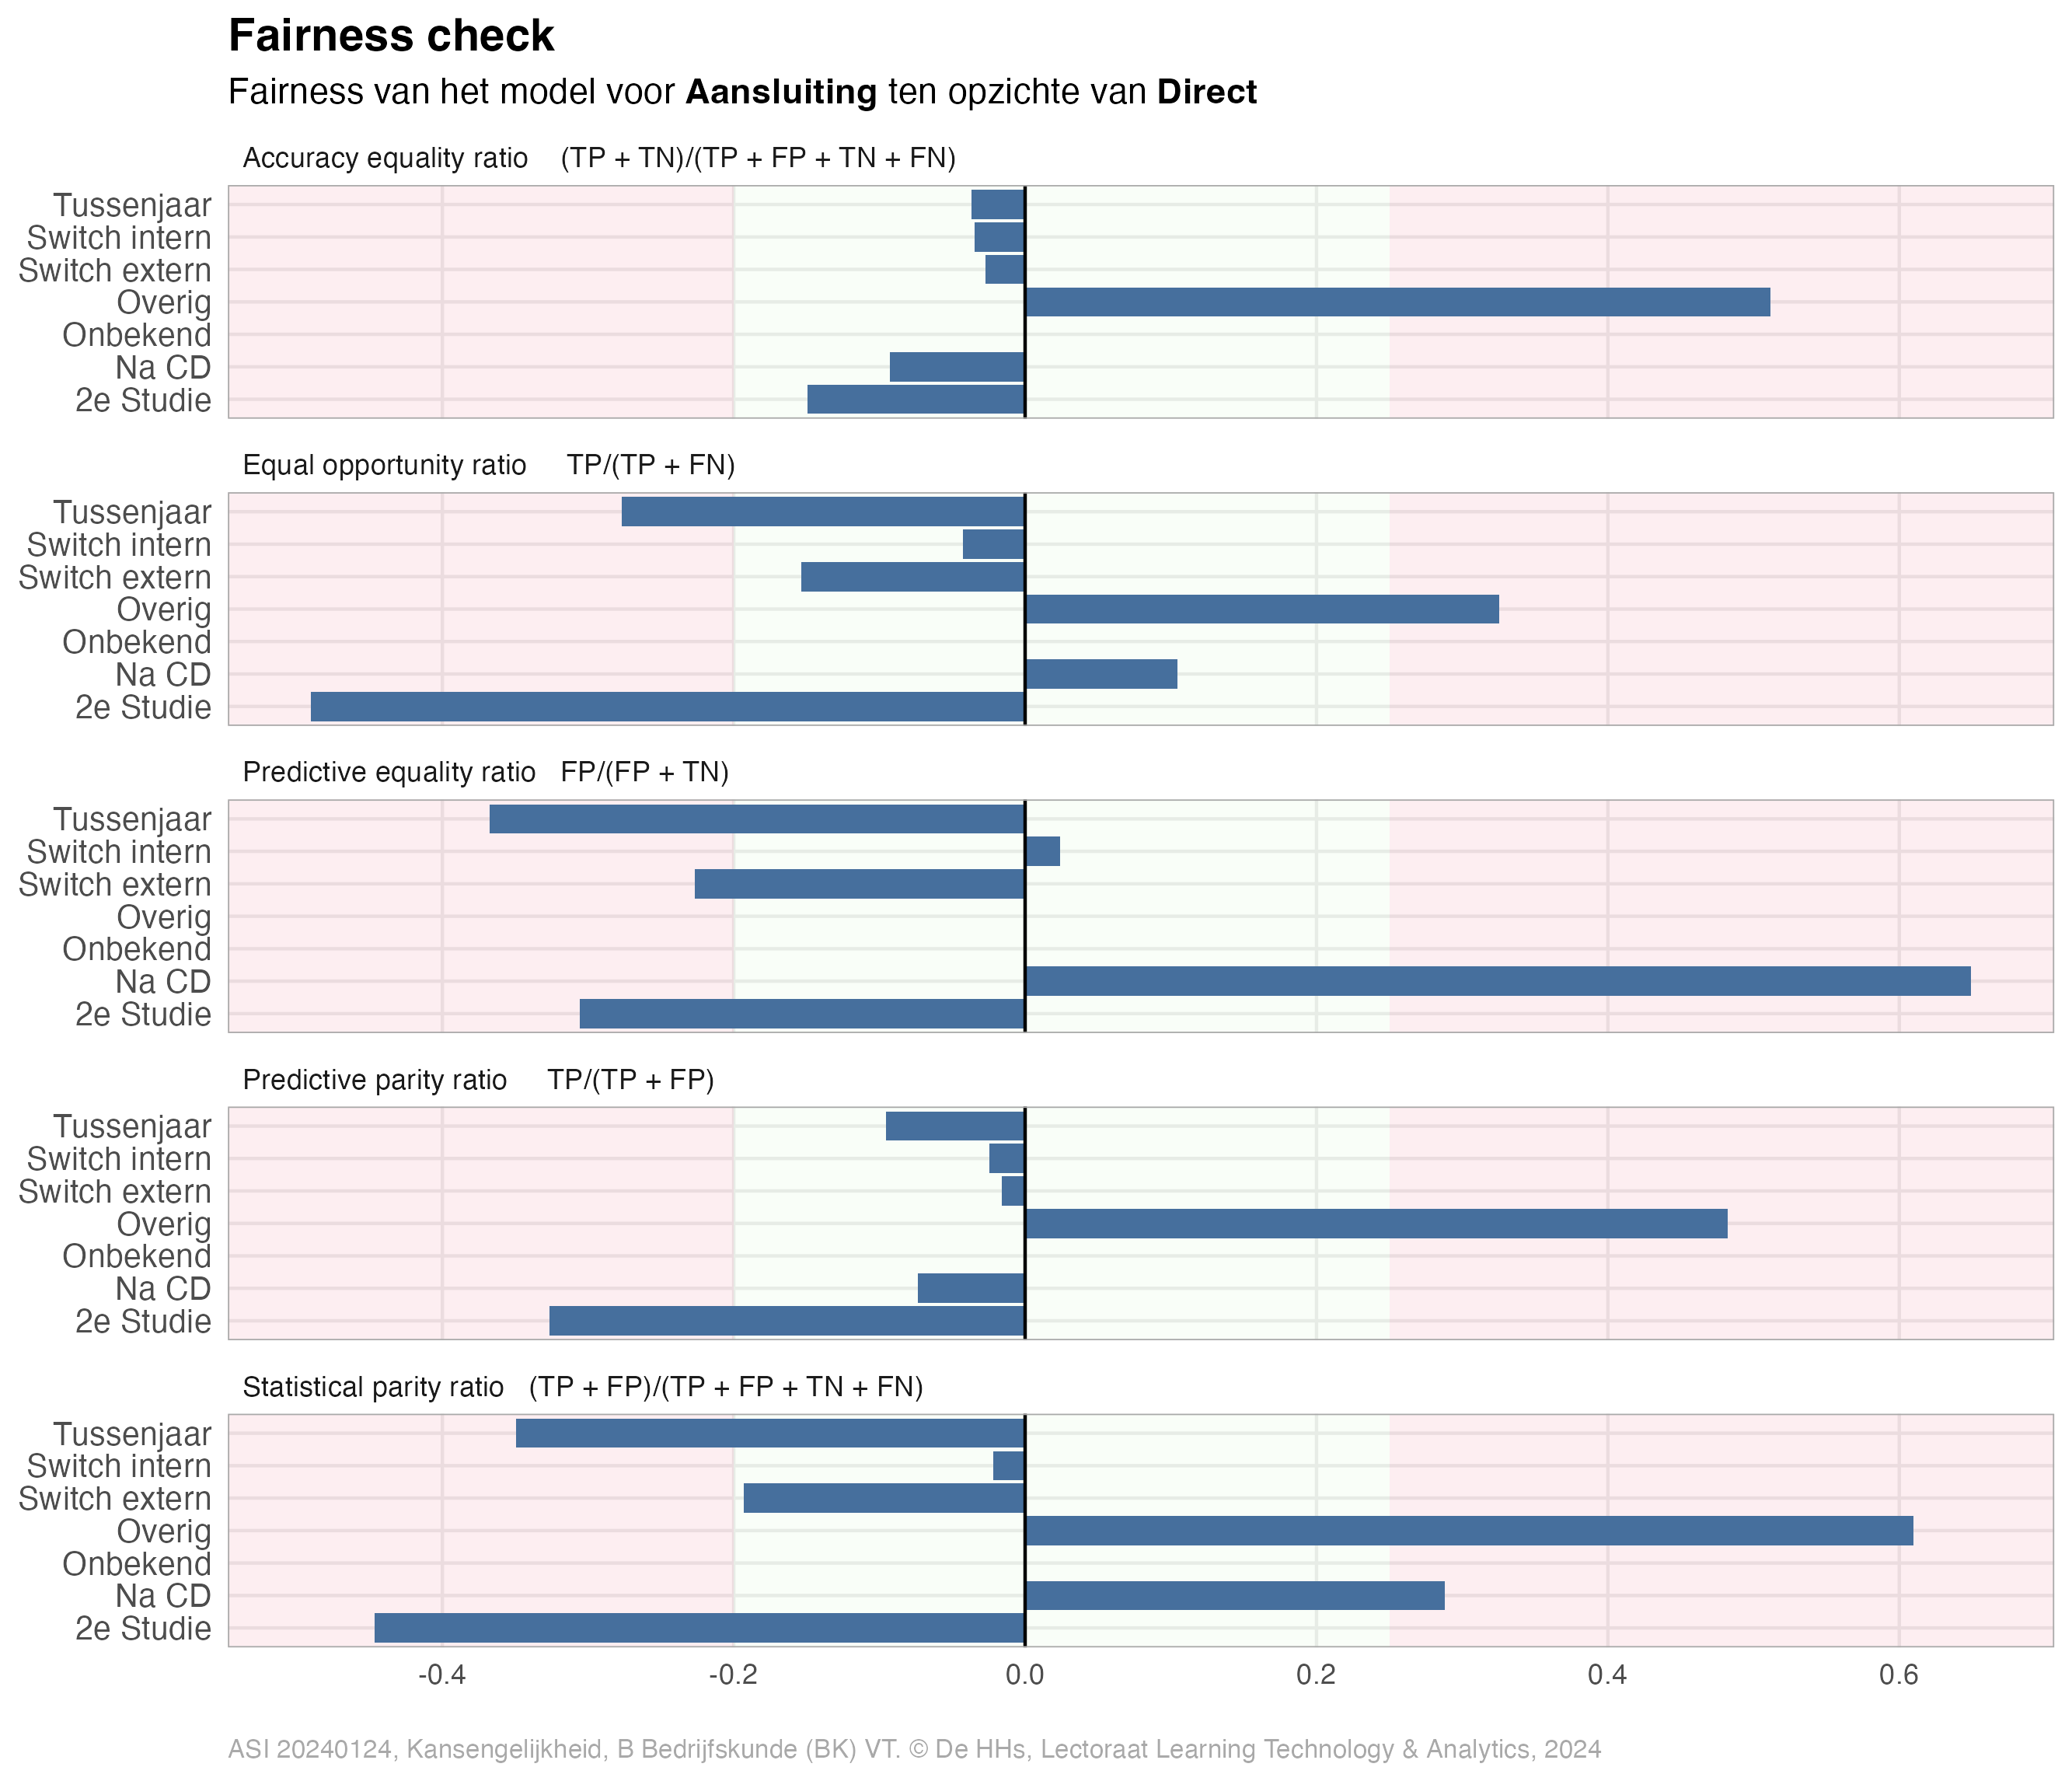 Fairness check
Fairness van het model voor Aansluiting ten opzichte van Direct
Accuracy equality ratio (TP + TN)/(TP + FP + TN + FN)
Tussenjaar
Switch intern
Switch extern
Overig
Onbekend
Na CD
2e Studie
Equal opportunity ratio TP/(TP + FN)
Tussenjaar
Switch intern
Switch extern
Overig
Onbekend
Na CD
2e Studie
Predictive equality ratio FP/(FP + TN)
Tussenjaar
Switch intern
Switch extern
Overig
Onbekend
Na CD
2e Studie
Predictive parity ratio TP/(TP + FP)
Tussenjaar
Switch intern
Switch extern
Overig
Onbekend
Na CD
2e Studie
Statistical parity ratio (TP + FP)/(TP + FP + TN + FN)
Tussenjaar
Switch intern
Switch extern
Overig
Onbekend
Na CD
2e Studie
-0.4 -0.2 0.0 0.2 0.4 0.6
ASI 20240124, Kansengelijkheid, B Bedrijfskunde (BK) VT. © De HHs, Lectoraat Learning Technology & Analytics, 2024